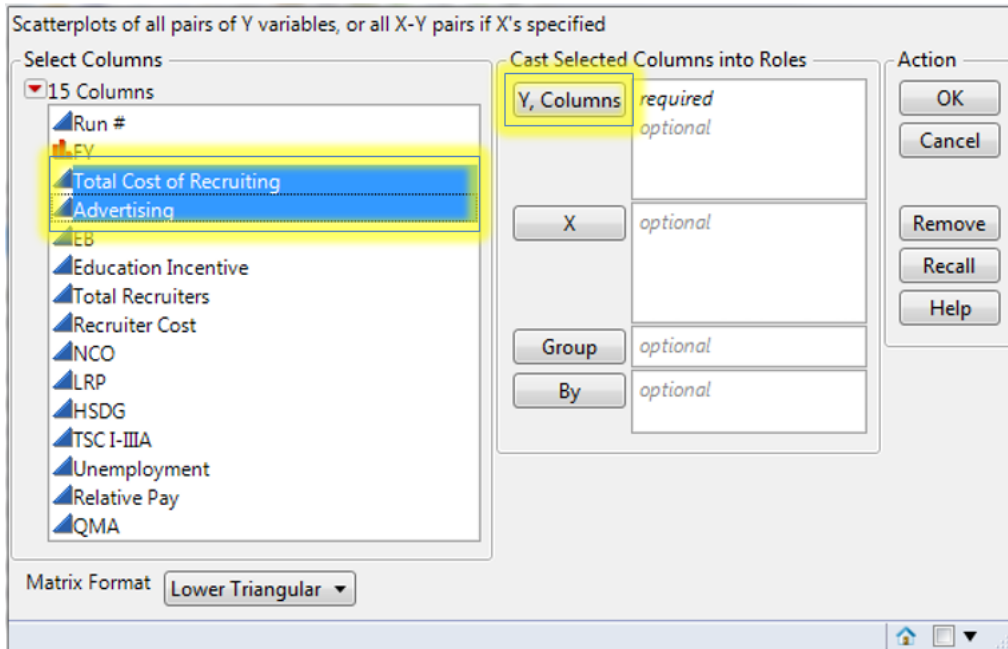 Scatterplots of all pairs of Y variables, or all X-Y pairs if X's specified
Select Columns
15 Columns
Run #
FY
Total Cost of Recruiting
Advertising
EB
Education Incentive
Total Recruiters
Recruiter Cost
NCO
LRP
HSDG
TSC I-IIIA
Unemployment
Relative Pay
QMA
Matrix Format Lower Triangular
Cast Selected Columns into Roles
Y, Columns required
optional
X optional
Group optional
By optional
Action
OK
Cancel
Remove
Recall
Help